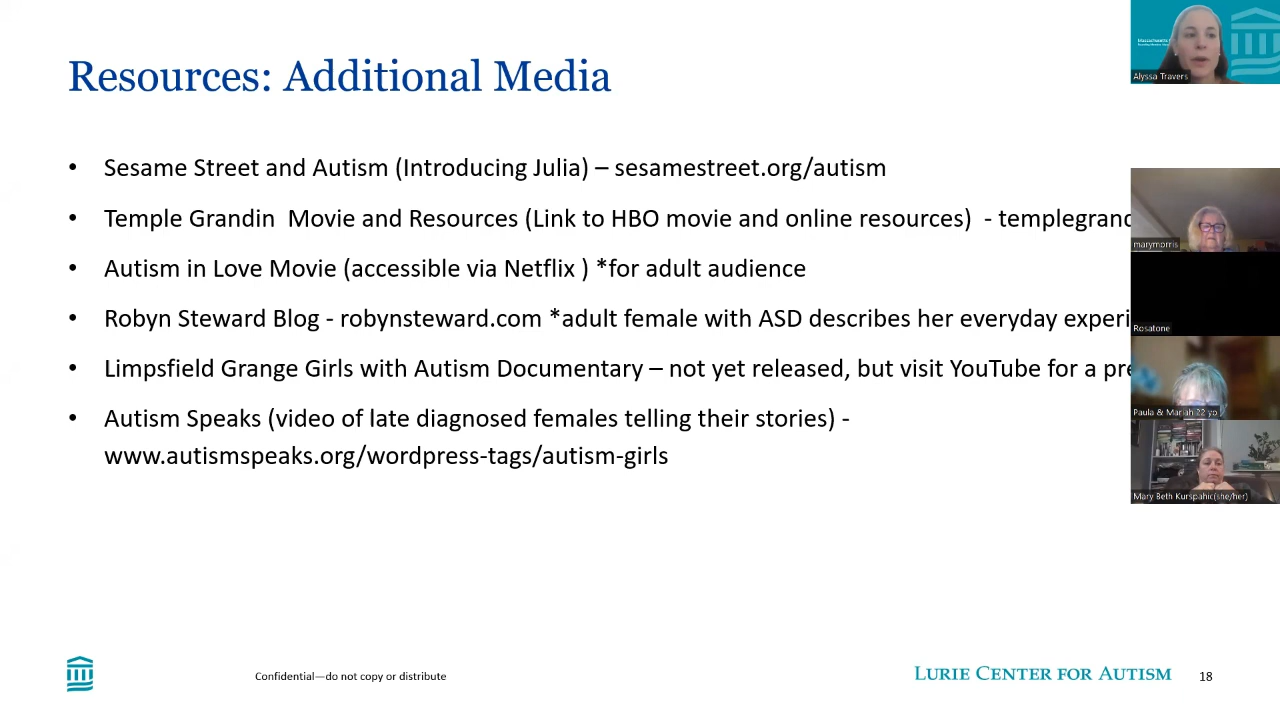 Resources: Additional Media
• Sesame Street and Autism (Introducing Julia) – sesamestreet.org/autism
• Temple Grandin  Movie and Resources (Link to HBO movie and online resources)  - templegrand
• Autism in Love Movie (accessible via Netflix ) *for adult audience
• Robyn Steward Blog - robynsteward.com *adult female with ASD describes her everyday experi
• Limpsfield Grange Girls with Autism Documentary – not yet released, but visit YouTube for a pre
• Autism Speaks (video of late diagnosed females telling their stories) -
www.autismspeaks.org/wordpress-tags/autism-girls
Alyssa Travers
marymorris
Rosatone
Paula & Mariah 22 yo
Mary Beth Kurspahic(she/her)
Confidential—do not copy or distribute
Lurie Center for Autism
18